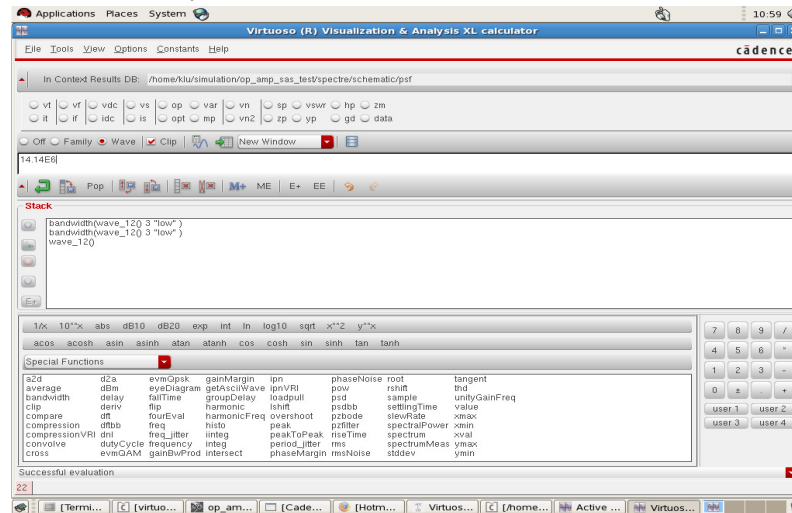 Applications Places System 10:59
Virtuoso (R) Visualization & Analysis XL calculator
File Tools View Options Constants Help cādence
In Context Results DB: /home/klu/simulation/op_amp_sas_test/spectre/schematic/psf
vt vf vdc vs op var vn sp vswr hp zm
it if idc is opt mp vn2 zp yp gd data
Off Family Wave Clip New Window
14.14E6
Pop M+ ME E+ EE
Stack
bandwidth(wave_12() 3 "low" )
bandwidth(wave_12() 3 "low" )
wave_12()
E+
1/x 10**x abs dB10 dB20 exp int ln log10 sqrt x**2 y**x
acos acosh asin asinh atan atanh cos cosh sin sinh tan tanh
Special Functions
a2d d2a evmQpsk gainMargin ipn phaseNoise root tangent
average dBm eyeDiagram getAsciiWave ipnVRI pow rshift thd
bandwidth delay fallTime groupDelay loadpull psd sample unityGainFreq
clip deriv flip harmonic lshift psdbb settlingTime value
compare dft fourEval harmonicFreq overshoot pzbode slewRate xmax
compression dftbb freq histo peak pzfilter spectralPower xmin
compressionVRI dnl freq_jitter iinteg peakToPeak riseTime spectrum xval
convolve dutyCycle frequency integ period_jitter rms spectrumMeas ymax
cross evmQAM gainBwProd intersect phaseMargin rmsNoise stddev ymin
7 8 9 /
4 5 6 *
1 2 3 -
0 ± . +
user 1 user 2
user 3 user 4
Successful evaluation
22
[Termi... [virtuo... op_am... [Cade... [Hotm... Virtuos... [/home... Active ... Virtuos...